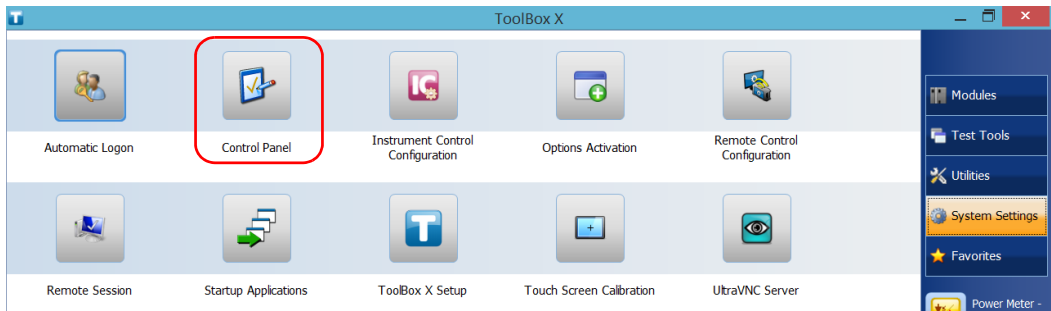 T
ToolBox X
IC
T
Automatic Logon
Control Panel
Instrument Control
Configuration
Options Activation
Remote Control
Configuration
Remote Session
Startup Applications
ToolBox X Setup
Touch Screen Calibration
UltraVNC Server
Modules
Test Tools
Utilities
System Settings
Favorites
Power Meter -